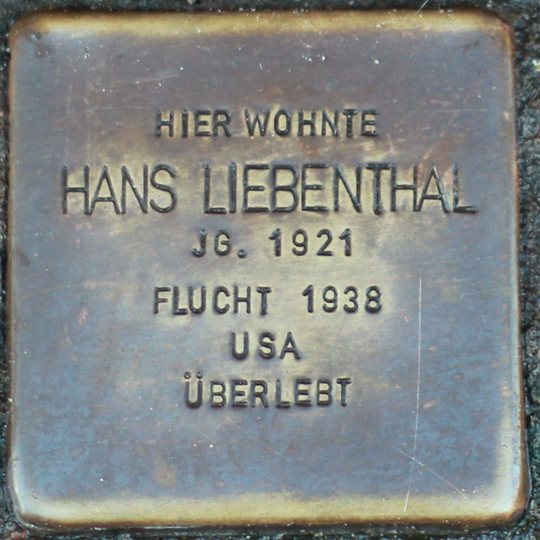 HIER WOHNTE
HANS LIEBENTHAL
JG. 1921
FLUCHT 1938
USA
ÜBERLEBT